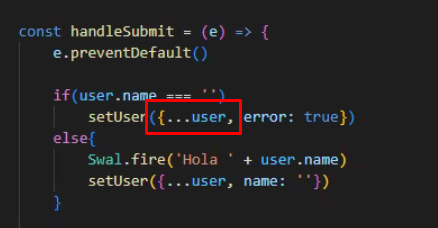 const handleSubmit = (e) => {
e.preventDefault()
if(user.name === '')
setUser({...user, error: true})
else{
Swal.fire('Hola ' + user.name)
setUser({...user, name: ''})
}